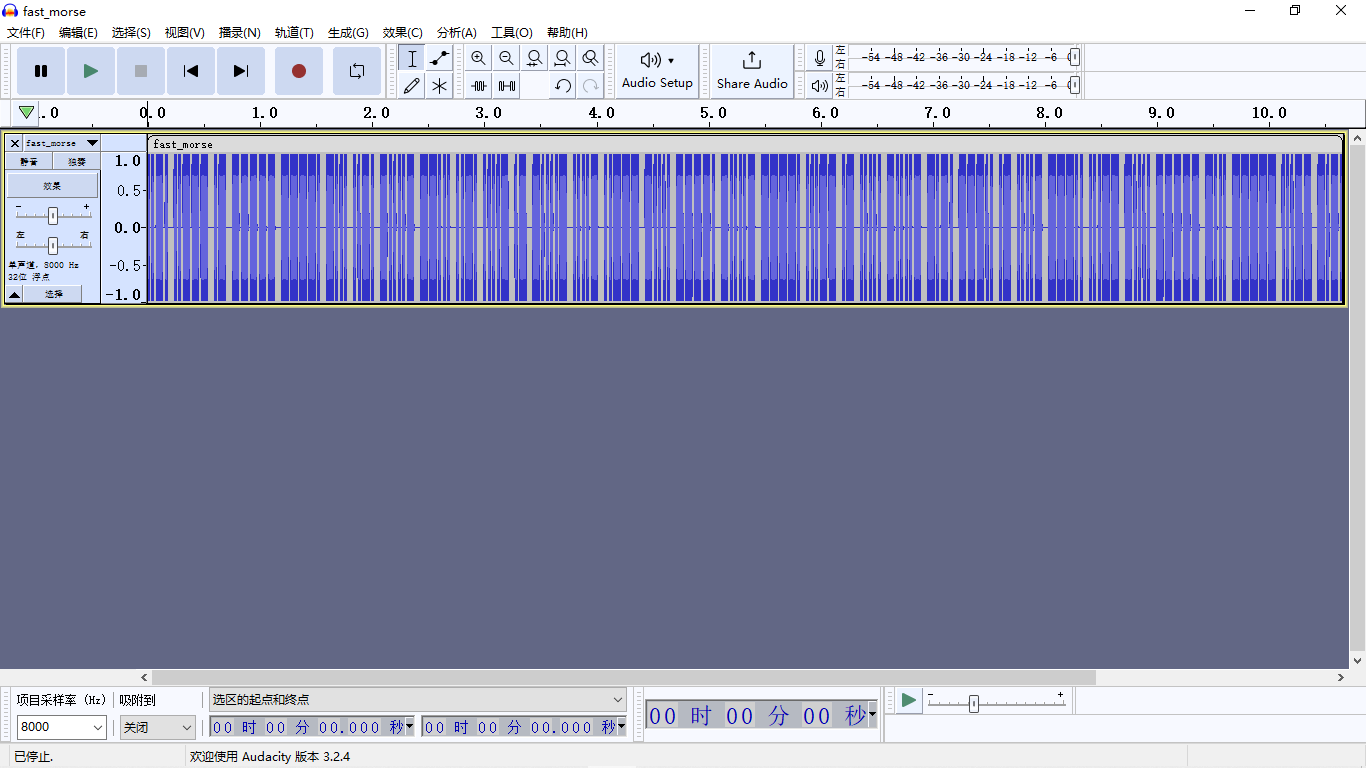 fast_morse
文件(F) 编辑(E) 选择(S) 视图(V) 播录(N) 轨道(T) 生成(G) 效果(C) 分析(A) 工具(O) 帮助(H)
Audio Setup
Share Audio
左
右
-54 -48 -42 -36 -30 -24 -18 -12 -6 0
左
右
-54 -48 -42 -36 -30 -24 -18 -12 -6 0
1.0 0.0 1.0 2.0 3.0 4.0 5.0 6.0 7.0 8.0 9.0 10.0
fast_morse
静音 独奏
效果
- +
左 右
单声道, 8000 Hz
32位 浮点
选择
1.0
0.5
0.0
-0.5
-1.0
fast_morse
项目采样率 (Hz) 吸附到
8000 关闭
选区的起点和终点
00 时 00 分 00.000 秒 00 时 00 分 00.000 秒
00 时 00 分 00 秒
- +
已停止.
欢迎使用 Audacity 版本 3.2.4